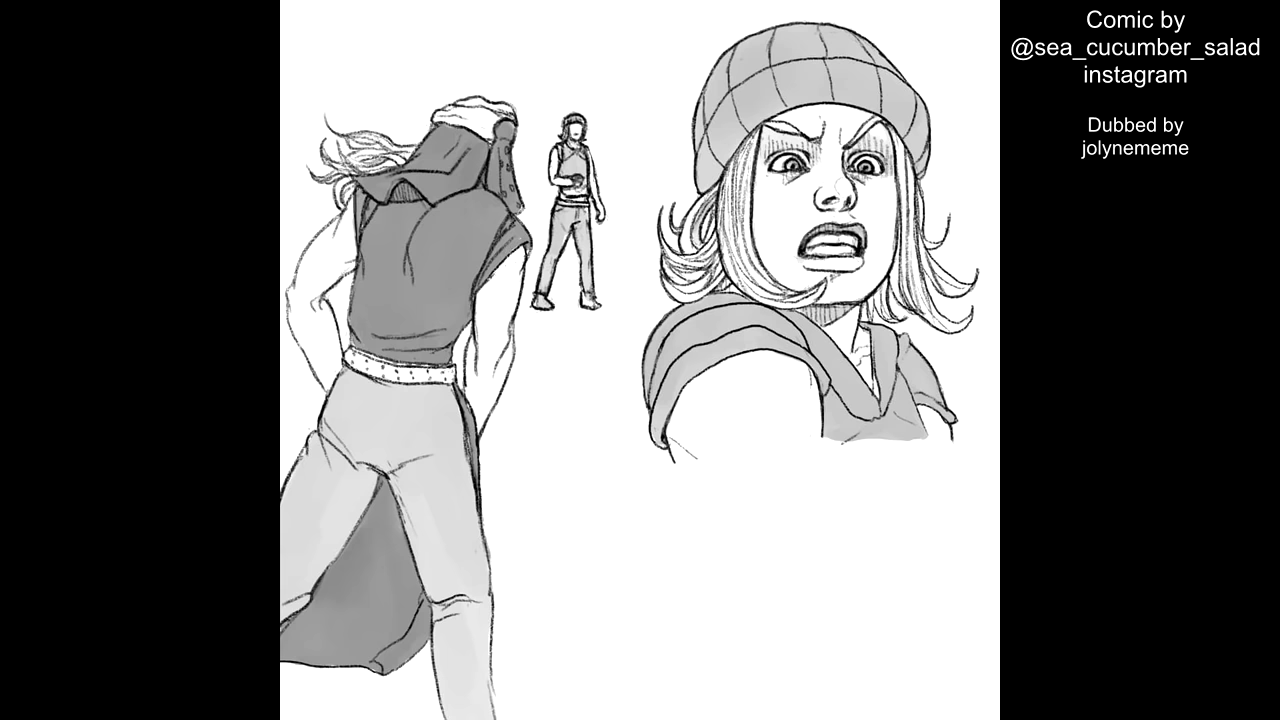 Comic by
@sea_cucumber_salad
instagram
Dubbed by
jolynememe